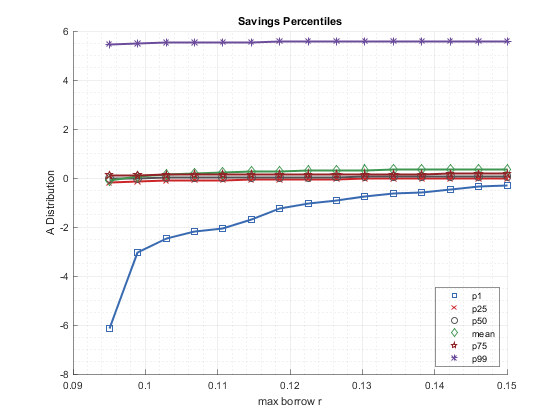 Savings Percentiles
6
4
2
0
-2
-4
-6
-8
A Distribution
0.09
0.1
0.11
0.12
0.13
0.14
0.15
max borrow r
p1
p25
p50
mean
p75
p99